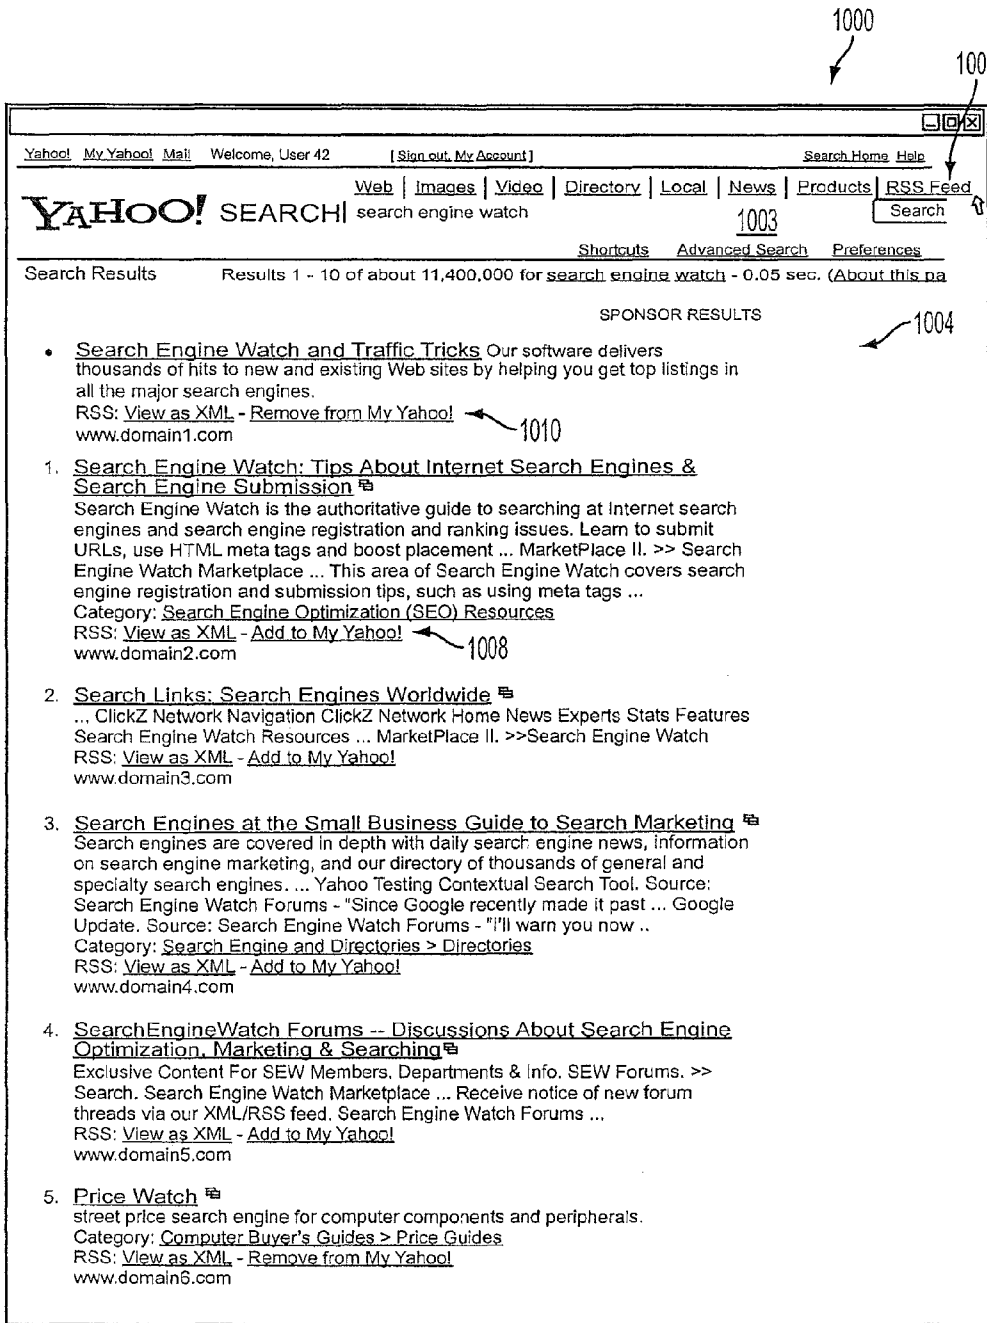 1000
100
Yahoo! My Yahoo! Mail Welcome, User 42 [ Sign out, My Account ] Search Home Help
Web | Images | Video | Directory | Local | News | Products | RSS Feed
YAHOO! SEARCH search engine watch 1003 Search
Shortcuts Advanced Search Preferences
Search Results Results 1 - 10 of about 11,400,000 for search engine watch - 0.05 sec. (About this pa
SPONSOR RESULTS
1004
• Search Engine Watch and Traffic Tricks Our software delivers
thousands of hits to new and existing Web sites by helping you get top listings in
all the major search engines.
RSS: View as XML - Remove from My Yahoo!
1010
www.domain1.com
1. Search Engine Watch: Tips About Internet Search Engines &
Search Engine Submission
Search Engine Watch is the authoritative guide to searching at Internet search
engines and search engine registration and ranking issues. Learn to submit
URLs, use HTML meta tags and boost placement ... MarketPlace II. >> Search
Engine Watch Marketplace ... This area of Search Engine Watch covers search
engine registration and submission tips, such as using meta tags ...
Category: Search Engine Optimization (SEO) Resources
RSS: View as XML - Add to My Yahoo!
1008
www.domain2.com
2. Search Links: Search Engines Worldwide
... ClickZ Network Navigation ClickZ Network Home News Experts Stats Features
Search Engine Watch Resources ... MarketPlace II. >>Search Engine Watch
RSS: View as XML - Add to My Yahoo!
www.domain3.com
3. Search Engines at the Small Business Guide to Search Marketing
Search engines are covered in depth with daily search engine news, information
on search engine marketing, and our directory of thousands of general and
specialty search engines. ... Yahoo Testing Contextual Search Tool. Source:
Search Engine Watch Forums - "Since Google recently made it past ... Google
Update. Source: Search Engine Watch Forums - "I'll warn you now ..
Category: Search Engine and Directories > Directories
RSS: View as XML - Add to My Yahoo!
www.domain4.com
4. SearchEngineWatch Forums -- Discussions About Search Engine
Optimization, Marketing & Searching
Exclusive Content For SEW Members. Departments & Info. SEW Forums. >>
Search. Search Engine Watch Marketplace ... Receive notice of new forum
threads via our XML/RSS feed. Search Engine Watch Forums ...
RSS: View as XML - Add to My Yahoo!
www.domain5.com
5. Price Watch
street price search engine for computer components and peripherals.
Category: Computer Buyer's Guides > Price Guides
RSS: View as XML - Remove from My Yahoo!
www.domain6.com